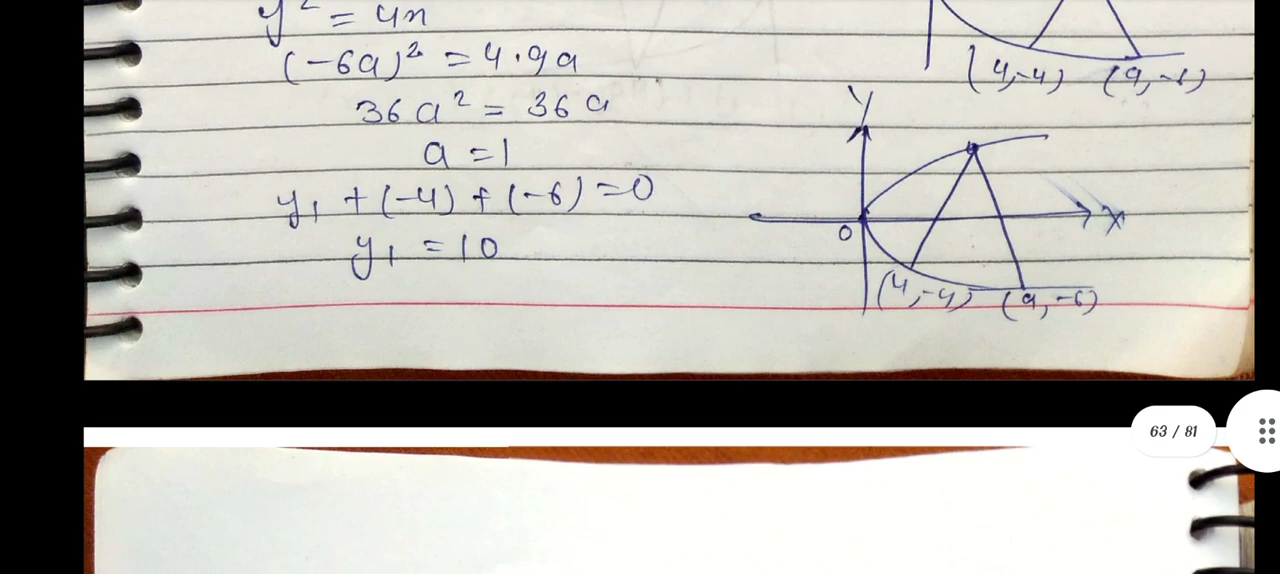 y² = 4x
(-6a)² = 4.9a
36a² = 36a
a = 1
y₁ + (-4) + (-6) = 0
y₁ = 10
(4,-4) (9,-6)
Y
X
O
(4,-4) (9,-6)
63 / 81